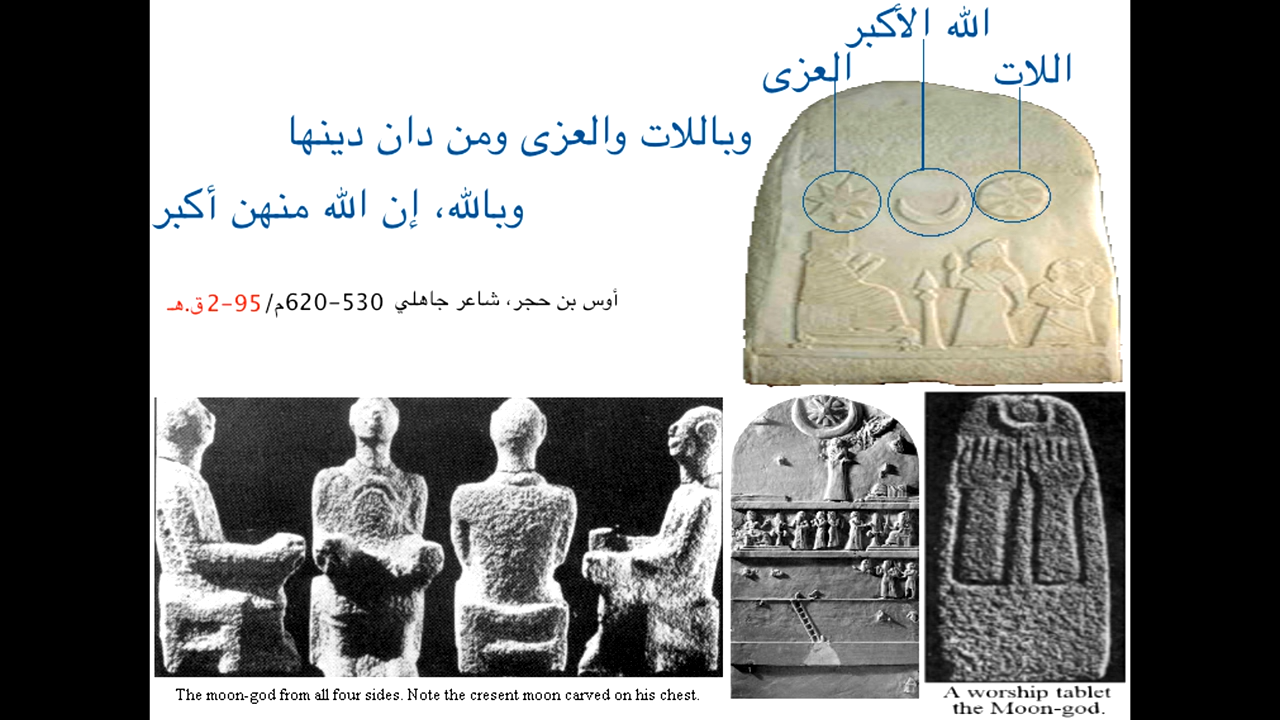 الله الأكبر
العزى
اللات
وباللات والعزى ومن دان دينها
وبالله، إن الله منهن أكبر
أوس بن حجر، شاعر جاهلي 530-620م/95-2ق.هـ
The moon-god from all four sides. Note the cresent moon carved on his chest.
A worship tablet
the Moon-god.